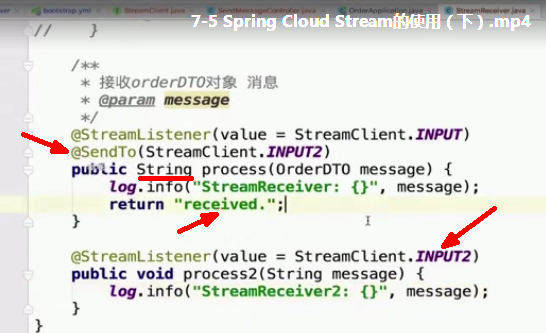 bootstrap.yml StreamClient.java SendMessageController.java OrderApplication.java StreamReceiver.java
7-5 Spring Cloud Stream的使用（下）.mp4
// }
/**
* 接收orderDTO对象 消息
* @param message
*/
@StreamListener(value = StreamClient.INPUT)
@SendTo(StreamClient.INPUT2)
public String process(OrderDTO message) {
log.info("StreamReceiver: {}", message);
return "received.";
}
@StreamListener(value = StreamClient.INPUT2)
public void process2(String message) {
log.info("StreamReceiver2: {}", message);
}
}